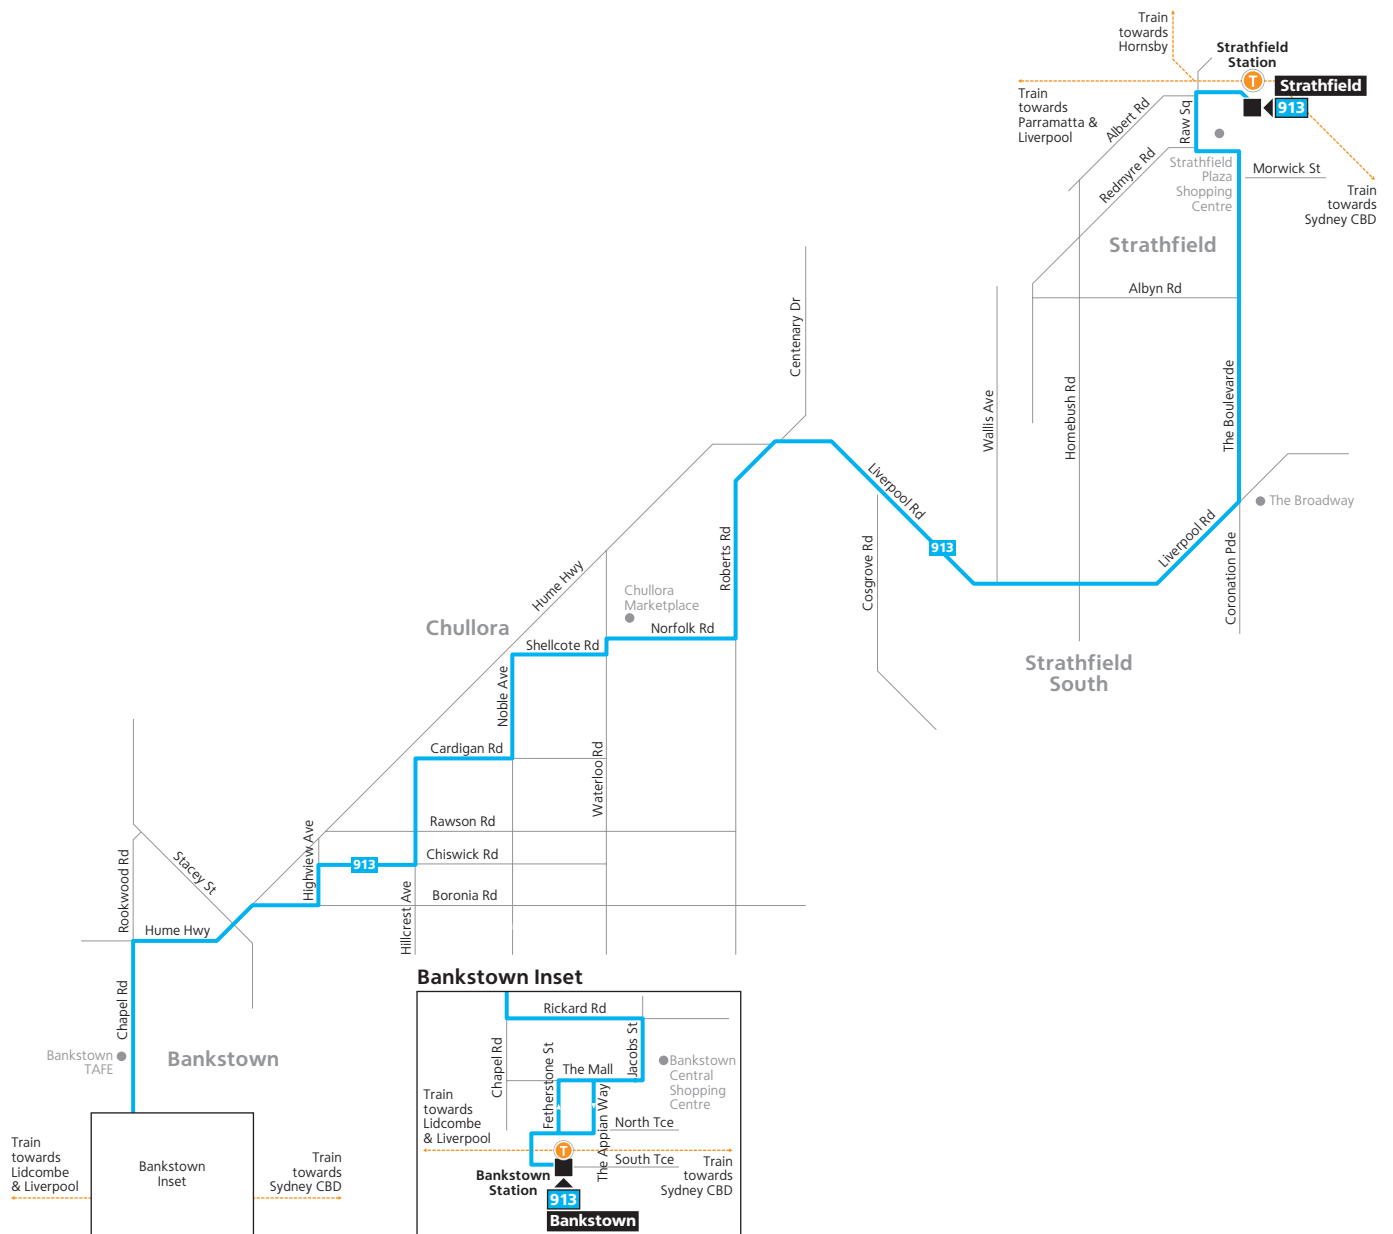 Train
towards
Hornsby
Strathfield
Station
T
Strathfield
913
Train
towards
Parramatta &
Liverpool
Albert Rd
Raw Sq
Redmyre Rd
Strathfield
Plaza
Shopping
Centre
Morwick St
Train
towards
Sydney CBD
Strathfield
Albyn Rd
Centenary Dr
Wallis Ave
Homebush Rd
The Boulevarde
Liverpool Rd
The Broadway
Liverpool Rd
913
Coronation Pde
Cosgrove Rd
Roberts Rd
Hume Hwy
Chullora
Marketplace
Chullora
Norfolk Rd
Shellcote Rd
Strathfield
South
Noble Ave
Cardigan Rd
Waterloo Rd
Rawson Rd
Highview Ave
Chiswick Rd
913
Stacey St
Rookwood Rd
Boronia Rd
Hillcrest Ave
Hume Hwy
Chapel Rd
Bankstown
TAFE
Bankstown
Train
towards
Lidcombe
& Liverpool
Bankstown
Inset
Train
towards
Sydney CBD
Bankstown Inset
Rickard Rd
Chapel Rd
Fetherstone St
Jacobs St
The Mall
Bankstown
Central
Shopping
Centre
Train
towards
Lidcombe
& Liverpool
The Appian Way
North Tce
T
South Tce
Bankstown
Station
Train
towards
Sydney CBD
913
Bankstown